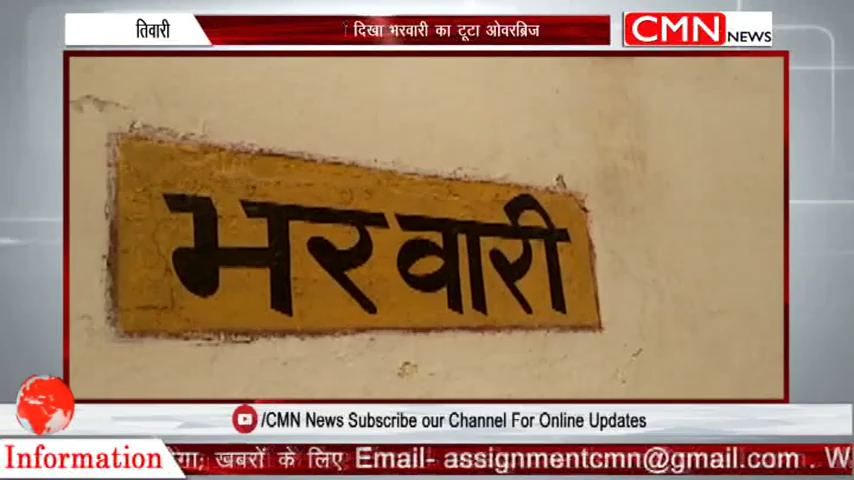 तिवारी
दिखा भरवारी का टूटा ओवरब्रिज
CMN NEWS
भरवारी
/CMN News Subscribe our Channel For Online Updates
Information
खबरों के लिए Email- assignmentcmn@gmail.com . W